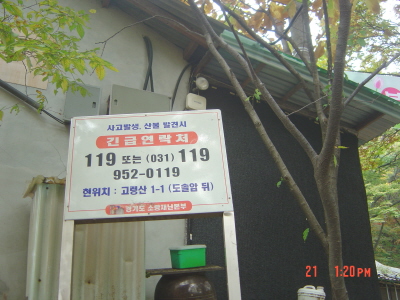 사고발생, 산불 발견시
긴급연락처
119 또는 (031) 119
952-0119
현위치 : 고령산 1-1 (도솔암 뒤)
경기도 소방재난본부
21 1:20PM